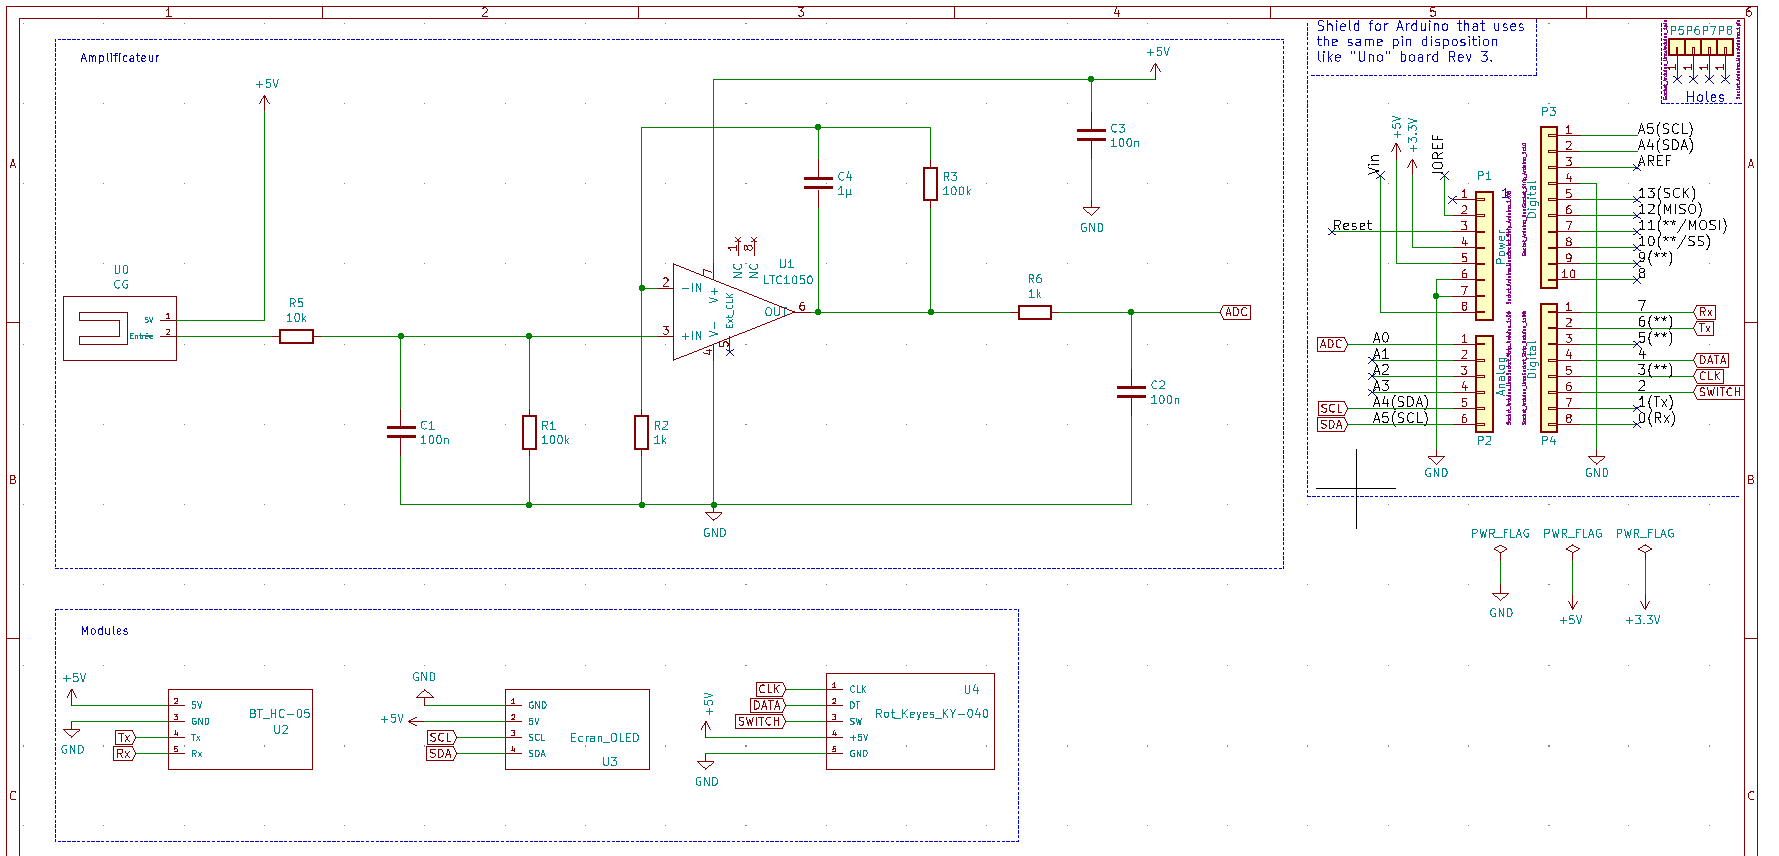 1 2 3 4 5 6
A
B
C
A
B
C
Amplificateur
+5V
U0
CG
5V 1
Entrée 2
R5
10k
C1
100n
R1
100k
R2
1k
2 -IN
3 +IN
V+ 7
V- 4
Ext_CLK 5
NC 1
NC 8
U1
LTC1050
OUT 6
C4
1µ
R3
100k
+5V
C3
100n
GND
R6
1k
ADC
C2
100n
GND
Shield for Arduino that uses
the same pin disposition
like "Uno" board Rev 3.
P5P6P7P8
1 1 1 1
Holes
Vin
+5V
+3.3V
IOREF
Reset
P1
1
Power
1
2
3
4
5
6
7
8
P3
Digital
1 A5(SCL)
2 A4(SDA)
3 AREF
4
5 13(SCK)
6 12(MISO)
7 11(**/MOSI)
8 10(**/SS)
9 9(**)
10 8
ADC A0 1
A1 2
A2 3
A3 4
SCL A4(SDA) 5
SDA A5(SCL) 6
Analog
P2
Digital
1 7 Rx
2 6(**) Tx
3 5(**)
4 4 DATA
5 3(**) CLK
6 2 SWITCH
7 1(Tx)
8 0(Rx)
P4
GND
GND
PWR_FLAG
GND
PWR_FLAG
+5V
PWR_FLAG
+3.3V
Modules
+5V
GND
2 5V
3 GND
Tx 4 Tx
Rx 5 Rx
BT_HC-05
U2
GND
+5V
1 GND
2 5V
SCL 3 SCL
SDA 4 SDA
Ecran_OLED
U3
+5V
GND
CLK 1 CLK
DATA 2 DT
SWITCH 3 SW
4 +5V
5 GND
U4
Rot_Keyes_KY-040